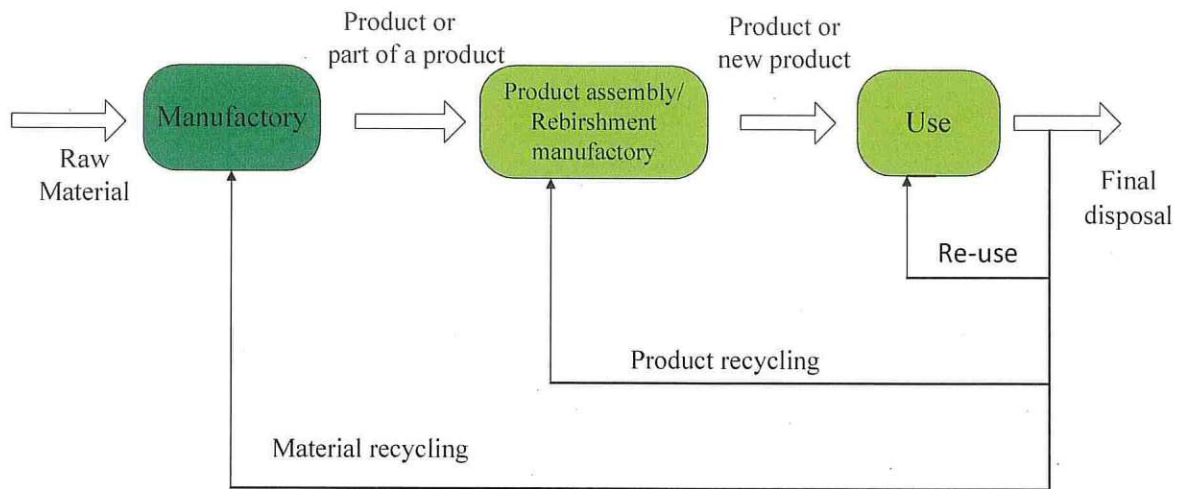 Product or
part of a product
Product or
new product
Manufactory
Product assembly/
Rebirshment
manufactory
Use
Raw
Material
Final
disposal
Re-use
Product recycling
Material recycling